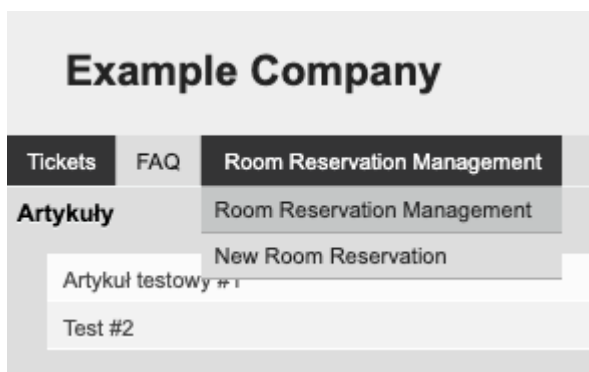 Example Company
Tickets FAQ Room Reservation Management
Artykuły
Room Reservation Management
New Room Reservation
Artykuł testowy #1
Test #2